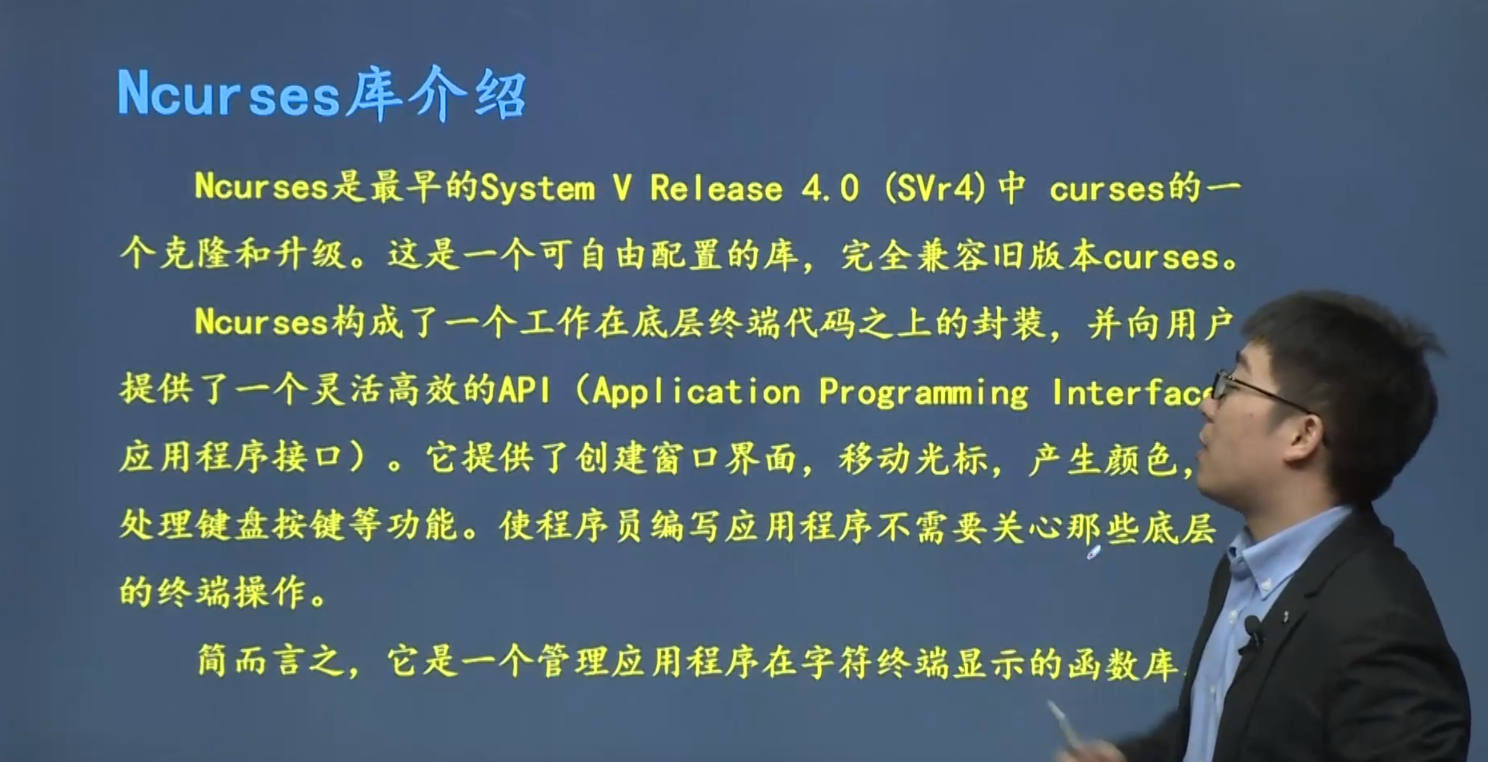 Ncurses库介绍
Ncurses是最早的System V Release 4.0 (SVr4)中 curses的一
个克隆和升级。这是一个可自由配置的库，完全兼容旧版本curses。
Ncurses构成了一个工作在底层终端代码之上的封装，并向用户
提供了一个灵活高效的API（Application Programming Interface
应用程序接口）。它提供了创建窗口界面，移动光标，产生颜色，
处理键盘按键等功能。使程序员编写应用程序不需要关心那些底层
的终端操作。
简而言之，它是一个管理应用程序在字符终端显示的函数库